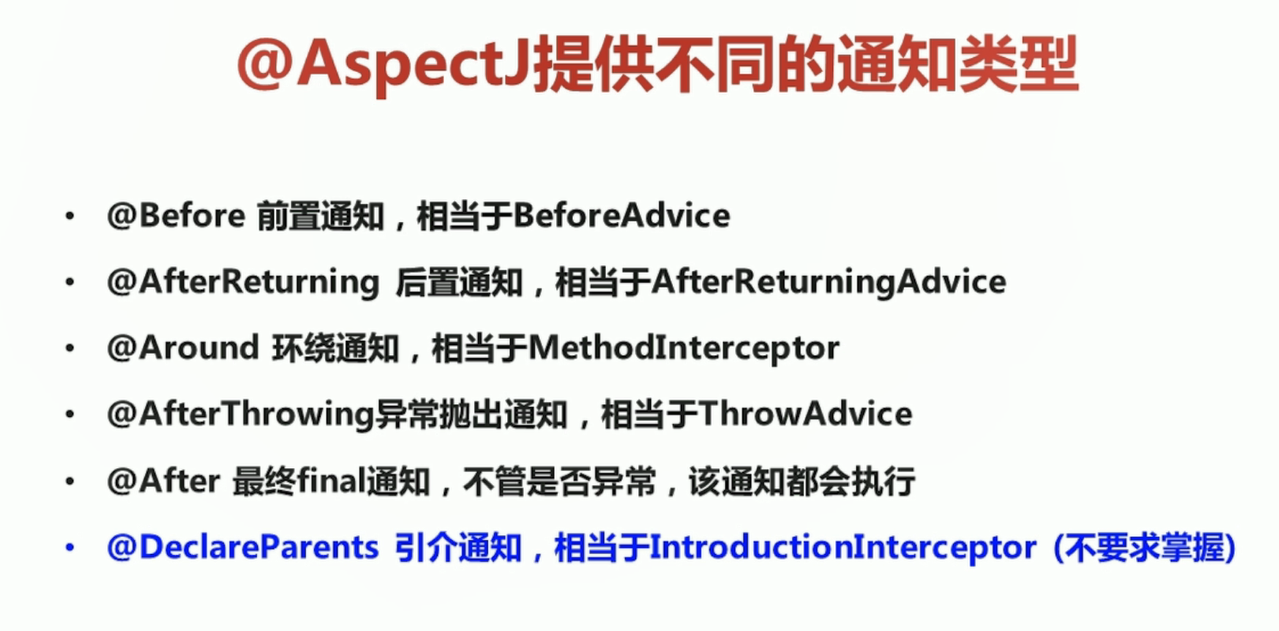 @AspectJ提供不同的通知类型
• @Before 前置通知，相当于BeforeAdvice
• @AfterReturning 后置通知，相当于AfterReturningAdvice
• @Around 环绕通知，相当于MethodInterceptor
• @AfterThrowing异常抛出通知，相当于ThrowAdvice
• @After 最终final通知，不管是否异常，该通知都会执行
• @DeclareParents 引介通知，相当于IntroductionInterceptor (不要求掌握)